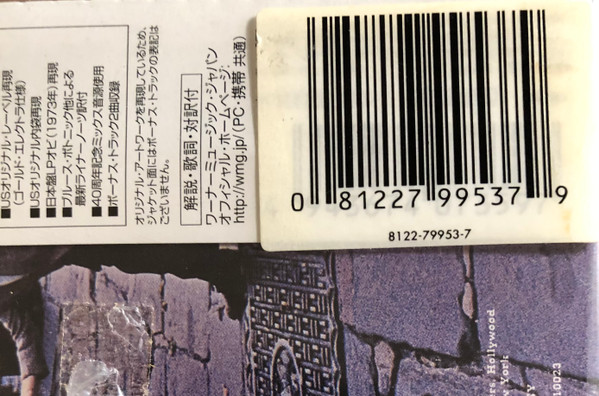 ■USオリジナル・レーベル再現
(ゴールド・エレクトラ仕様)
■USオリジナル内袋再現
■日本盤LPオビ(1973年)再現
■ブルース・ボトニック他による
最新ライナーノーツ訳付
■40周年記念ミックス音源使用
■ボーナス・トラック2曲収録
オリジナル・アートワークを再現しているため、
ジャケット面にはボーナス・トラックの表記は
ございません。
解説・歌詞・対訳付
ワーナーミュージック・ジャパン
オフィシャル・ホームページ:
http://wmg.jp/(PC・携帯 共通)
0 81227 99537 9
8122-79953-7
Hollywood
York
10023